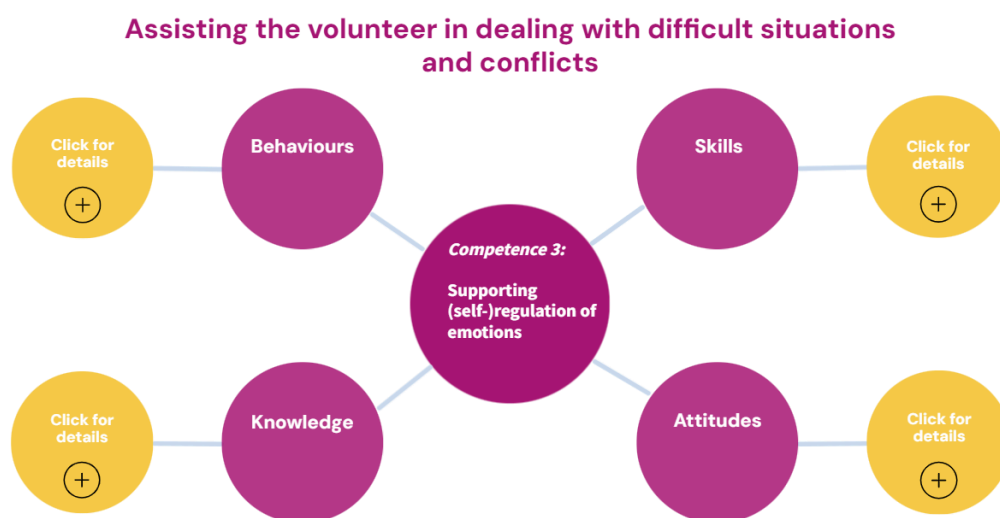 Assisting the volunteer in dealing with difficult situations
and conflicts
Click for
details
Behaviours
Skills
Click for
details
Competence 3:
Supporting
(self-)regulation of
emotions
Click for
details
Knowledge
Attitudes
Click for
details